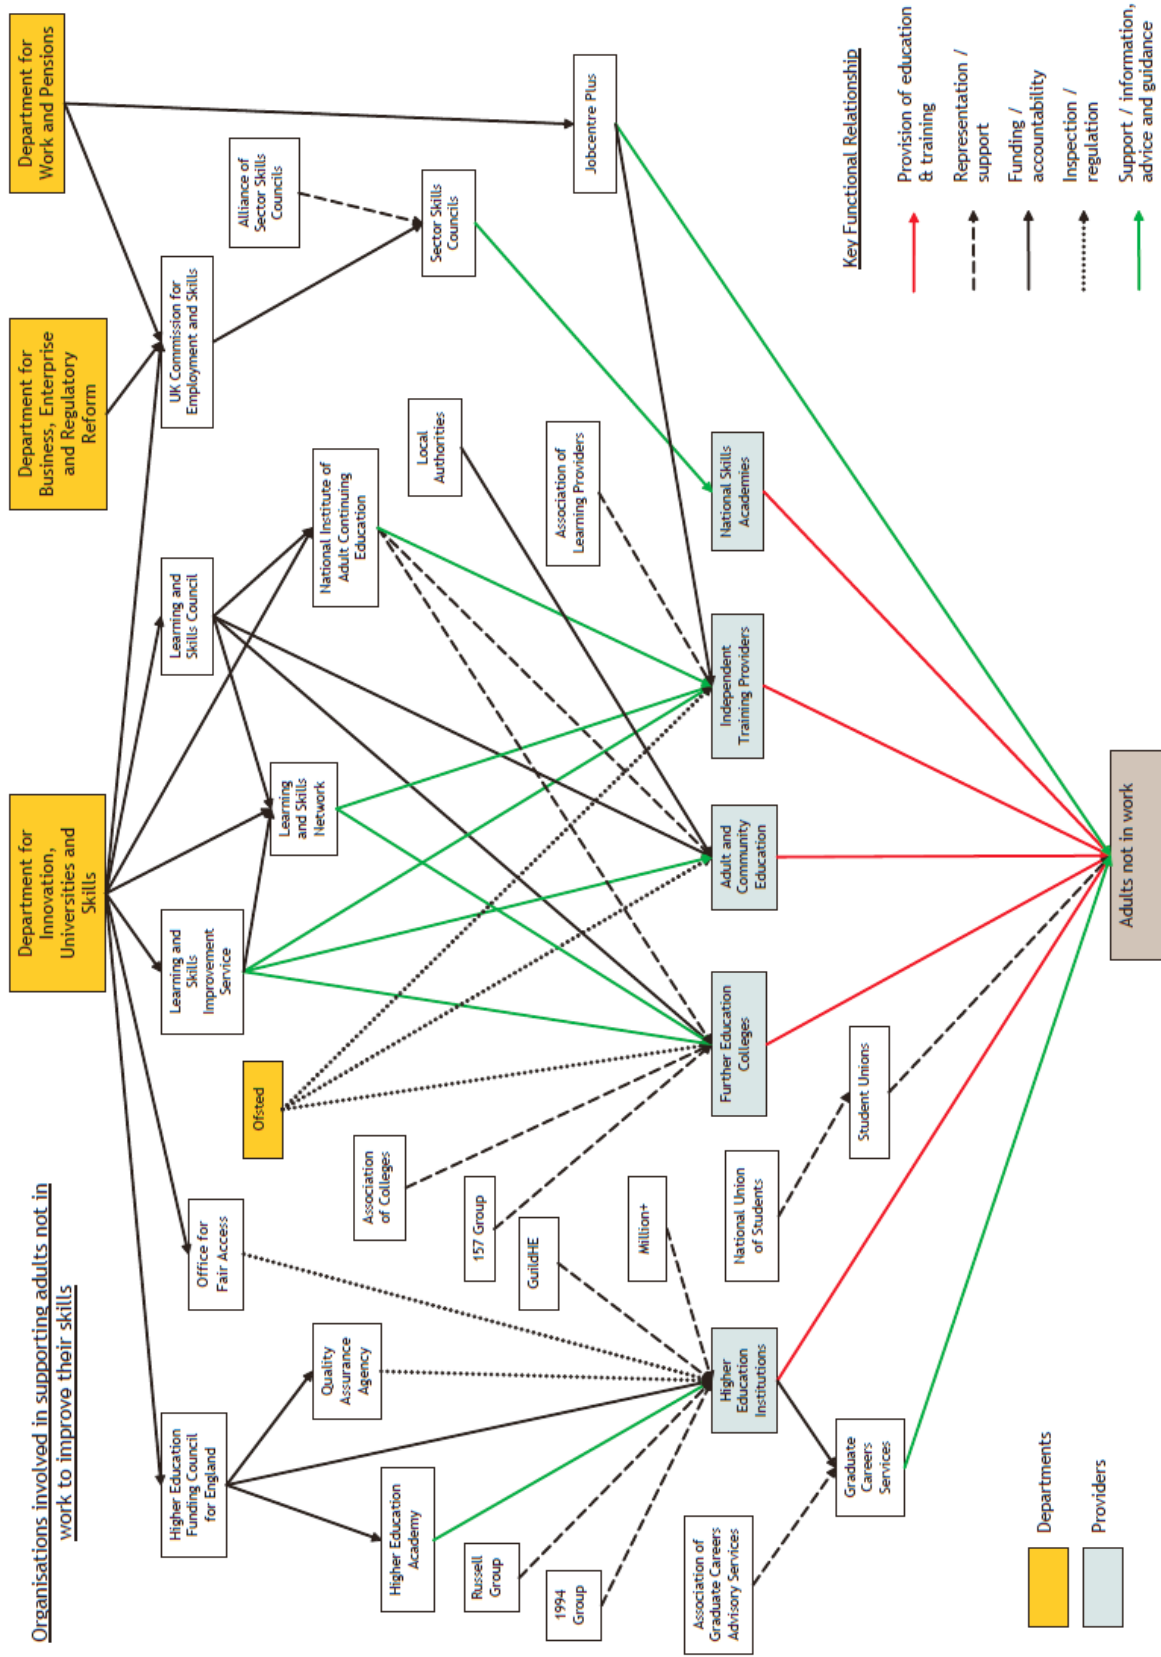 Organisations involved in supporting adults not in
work to improve their skills
Department for
Innovation,
Universities and
Skills
Department for
Business, Enterprise
and Regulatory
Reform
Department for
Work and Pensions
Higher Education
Funding Council
for England
Office for
Fair Access
Learning and
Skills
Improvement
Service
Learning and
Skills Council
UK Commission for
Employment and Skills
Ofsted
Learning
and Skills
Network
Alliance of
Sector Skills
Councils
Quality
Assurance
Agency
National Institute of
Adult Continuing
Education
Higher Education
Academy
Association
of Colleges
Local
Authorities
Sector Skills
Councils
Russell
Group
157 Group
GuildHE
1994
Group
Association of
Learning Providers
Jobcentre Plus
Million+
Association of
Graduate Careers
Advisory Services
Higher
Education
Institutions
National Union
of Students
Further Education
Colleges
Adult and
Community
Education
Independent
Training Providers
National Skills
Academies
Graduate
Careers
Services
Student Unions
Adults not in work
Departments
Providers
Key Functional Relationship
Provision of education
& training
Representation /
support
Funding /
accountability
Inspection /
regulation
Support / information,
advice and guidance